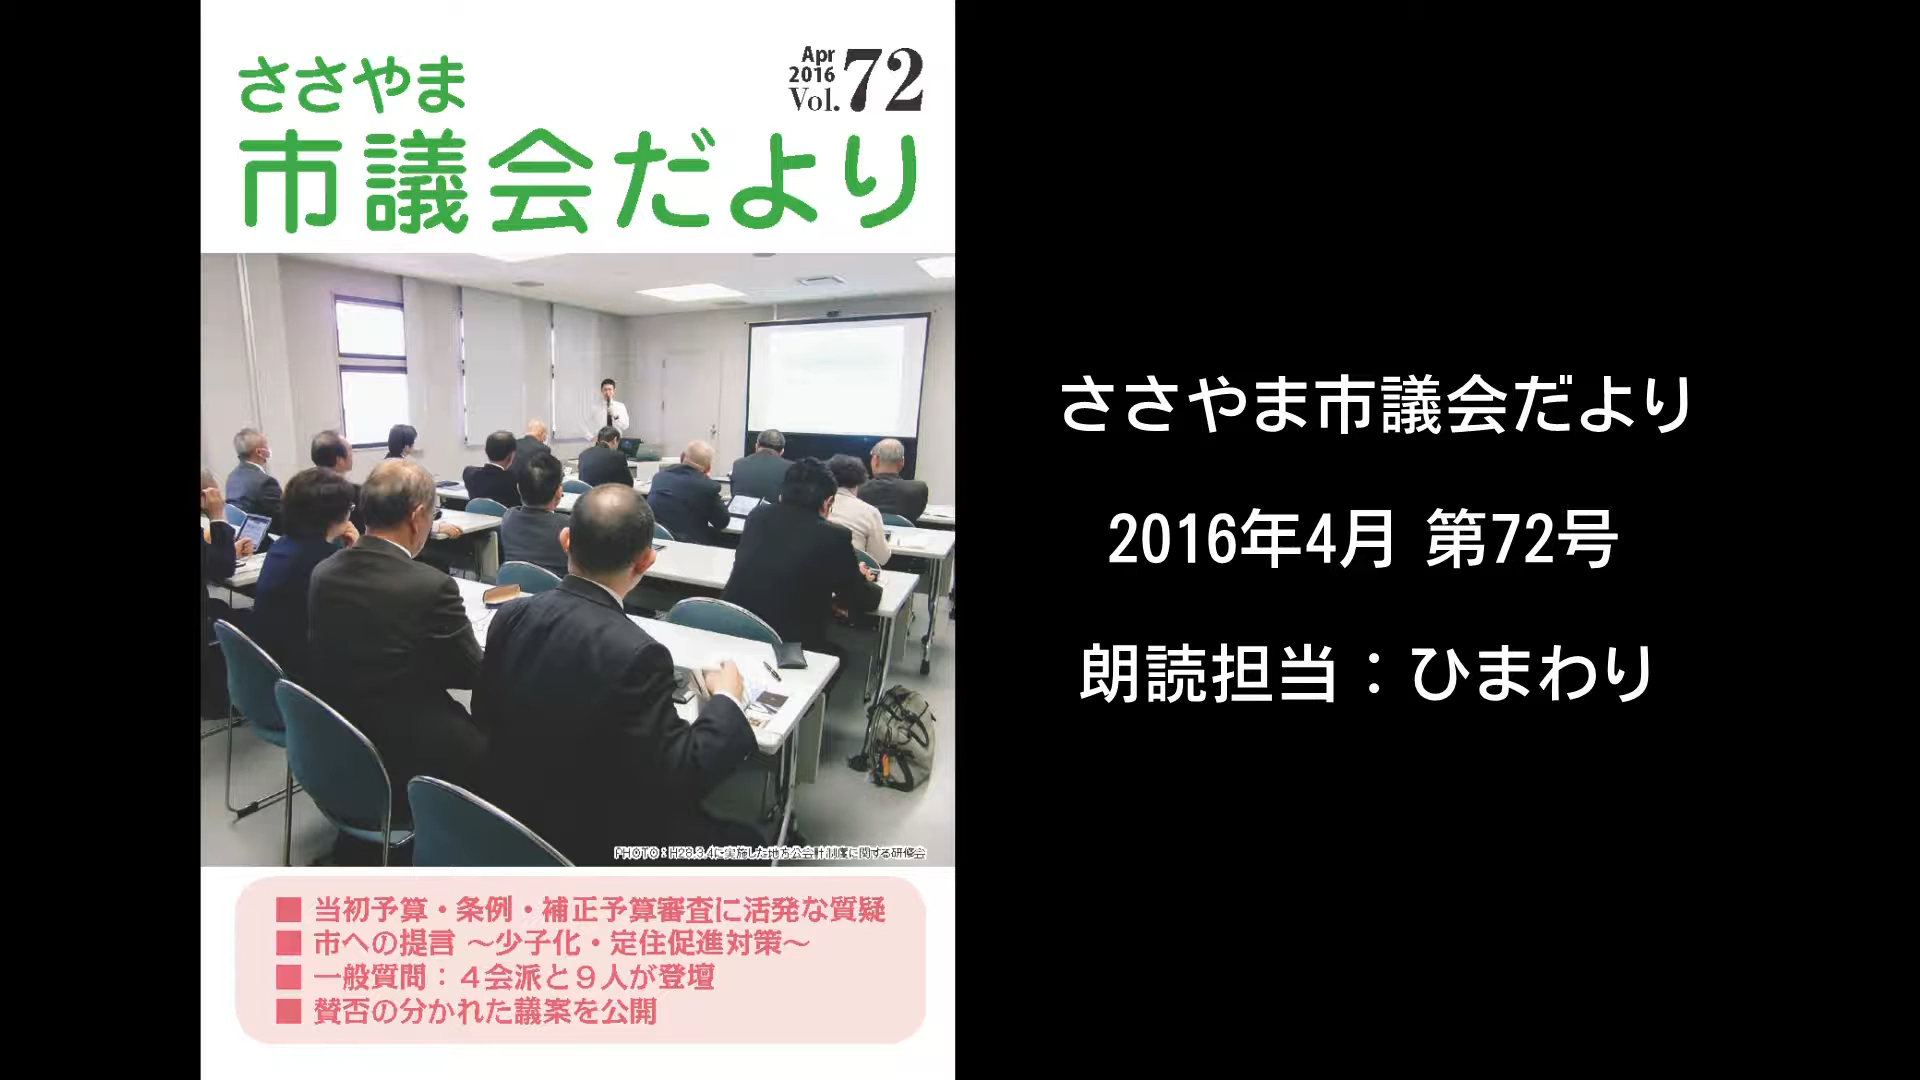 ささやま
Apr
2016
Vol.72
市議会だより
PHOTO：H28.3.4に実施した地方公会計制度に関する研修会
■ 当初予算・条例・補正予算審査に活発な質疑
■ 市への提言 ～少子化・定住促進対策～
■ 一般質問：４会派と９人が登壇
■ 賛否の分かれた議案を公開
ささやま市議会だより
2016年4月 第72号
朗読担当：ひまわり